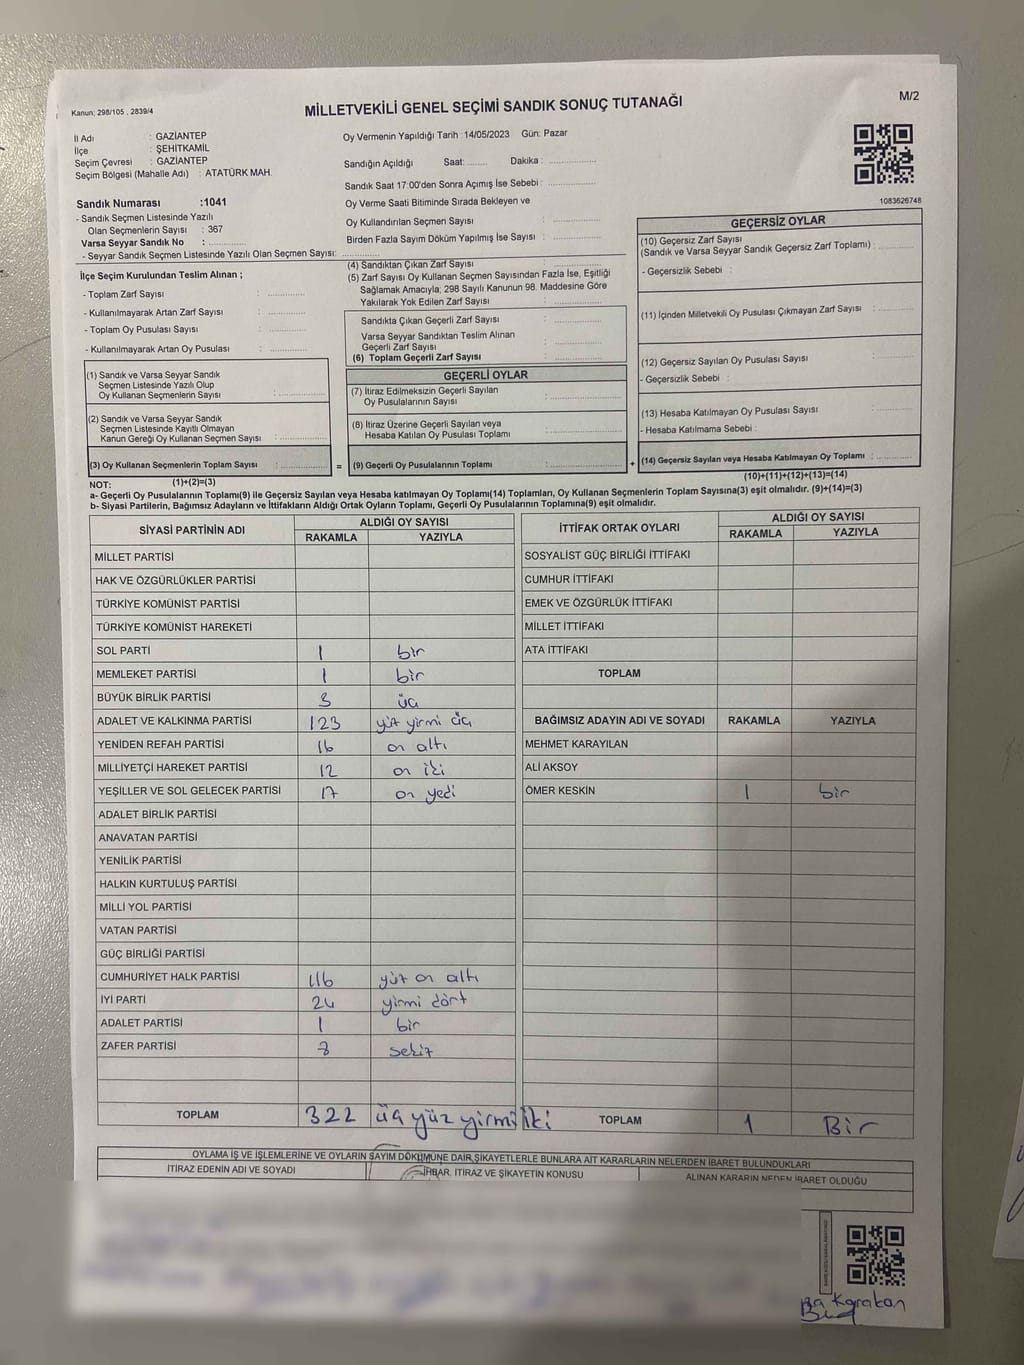 Kanun; 298/105 , 2839/4
MİLLETVEKİLİ GENEL SEÇİMİ SANDIK SONUÇ TUTANAĞI
M/2
İl Adı : GAZİANTEP
İlçe : ŞEHİTKAMİL
Seçim Çevresi : GAZİANTEP
Seçim Bölgesi (Mahalle Adı) : ATATÜRK MAH.
Oy Vermenin Yapıldığı Tarih : 14/05/2023 Gün: Pazar
Sandığın Açıldığı Saat: ........ Dakika : ................
Sandık Saat 17:00'den Sonra Açımış İse Sebebi : ................
Sandık Numarası :1041
- Sandık Seçmen Listesinde Yazılı
Olan Seçmenlerin Sayısı : 367
Varsa Seyyar Sandık No : .............
- Seyyar Sandık Seçmen Listesinde Yazılı Olan Seçmen Sayısı: ................
Oy Verme Saati Bitiminde Sırada Bekleyen ve
Oy Kullandırılan Seçmen Sayısı : ................
Birden Fazla Sayım Döküm Yapılmış İse Sayısı : ................
1083626748
İlçe Seçim Kurulundan Teslim Alınan ;
- Toplam Zarf Sayısı : .............
- Kullanılmayarak Artan Zarf Sayısı : .............
- Toplam Oy Pusulası Sayısı : .............
- Kullanılmayarak Artan Oy Pusulası : .............
(4) Sandıktan Çıkan Zarf Sayısı : ................
(5) Zarf Sayısı Oy Kullanan Seçmen Sayısından Fazla İse, Eşitliği
Sağlamak Amacıyla; 298 Sayılı Kanunun 98. Maddesine Göre
Yakılarak Yok Edilen Zarf Sayısı : ................
Sandıkta Çıkan Geçerli Zarf Sayısı : ................
Varsa Seyyar Sandıktan Teslim Alınan
Geçerli Zarf Sayısı : ................
(6) Toplam Geçerli Zarf Sayısı : ................
GEÇERSİZ OYLAR
(10) Geçersiz Zarf Sayısı
(Sandık ve Varsa Seyyar Sandık Geçersiz Zarf Toplamı) : ............
- Geçersizlik Sebebi :
(11) İçinden Milletvekili Oy Pusulası Çıkmayan Zarf Sayısı : ............
(12) Geçersiz Sayılan Oy Pusulası Sayısı : ............
- Geçersizlik Sebebi :
(13) Hesaba Katılmayan Oy Pusulası Sayısı : ............
- Hesaba Katılmama Sebebi :
(1) Sandık ve Varsa Seyyar Sandık
Seçmen Listesinde Yazılı Olup
Oy Kullanan Seçmenlerin Sayısı : ................
(2) Sandık ve Varsa Seyyar Sandık
Seçmen Listesinde Kayıtlı Olmayan
Kanun Gereği Oy Kullanan Seçmen Sayısı : ................
GEÇERLİ OYLAR
(7) İtiraz Edilmeksizin Geçerli Sayılan
Oy Pusulalarının Sayısı : ................
(8) İtiraz Üzerine Geçerli Sayılan veya
Hesaba Katılan Oy Pusulası Toplamı : ................
(3) Oy Kullanan Seçmenlerin Toplam Sayısı : ................ = (9) Geçerli Oy Pusulalarının Toplamı : ................ + (14) Geçersiz Sayılan veya Hesaba Katılmayan Oy Toplamı : ............
NOT: (1)+(2)=(3) (10)+(11)+(12)+(13)=(14)
a- Geçerli Oy Pusulalarının Toplamı(9) ile Geçersiz Sayılan veya Hesaba katılmayan Oy Toplamı(14) Toplamları, Oy Kullanan Seçmenlerin Toplam Sayısına(3) eşit olmalıdır. (9)+(14)=(3)
b- Siyasi Partilerin, Bağımsız Adayların ve İttifakların Aldığı Ortak Oyların Toplamı, Geçerli Oy Pusulalarının Toplamına(9) eşit olmalıdır.
SİYASİ PARTİNİN ADI ALDIĞI OY SAYISI
RAKAMLA YAZIYLA
MİLLET PARTİSİ
HAK VE ÖZGÜRLÜKLER PARTİSİ
TÜRKİYE KOMÜNİST PARTİSİ
TÜRKİYE KOMÜNİST HAREKETİ
SOL PARTİ 1 bir
MEMLEKET PARTİSİ 1 bir
BÜYÜK BİRLİK PARTİSİ 3 üç
ADALET VE KALKINMA PARTİSİ 123 yüz yirmi üç
YENİDEN REFAH PARTİSİ 16 on altı
MİLLİYETÇİ HAREKET PARTİSİ 12 on iki
YEŞİLLER VE SOL GELECEK PARTİSİ 17 on yedi
ADALET BİRLİK PARTİSİ
ANAVATAN PARTİSİ
YENİLİK PARTİSİ
HALKIN KURTULUŞ PARTİSİ
MİLLİ YOL PARTİSİ
VATAN PARTİSİ
GÜÇ BİRLİĞİ PARTİSİ
CUMHURİYET HALK PARTİSİ 116 yüz on altı
İYİ PARTİ 24 yirmi dört
ADALET PARTİSİ 1 bir
ZAFER PARTİSİ 8 sekiz
TOPLAM 322 üç yüz yirmi iki
İTTİFAK ORTAK OYLARI ALDIĞI OY SAYISI
RAKAMLA YAZIYLA
SOSYALİST GÜÇ BİRLİĞİ İTTİFAKI
CUMHUR İTTİFAKI
EMEK VE ÖZGÜRLÜK İTTİFAKI
MİLLET İTTİFAKI
ATA İTTİFAKI
TOPLAM
BAĞIMSIZ ADAYIN ADI VE SOYADI RAKAMLA YAZIYLA
MEHMET KARAYILAN
ALİ AKSOY
ÖMER KESKİN 1 bir
TOPLAM 1 Bir
OYLAMA İŞ VE İŞLEMLERİNE VE OYLARIN SAYIM DÖKÜMÜNE DAİR ŞİKAYETLERLE BUNLARA AİT KARARLARIN NELERDEN İBARET BULUNDUKLARI
İTİRAZ EDENİN ADI VE SOYADI İHBAR, İTİRAZ VE ŞİKAYETİN KONUSU ALINAN KARARIN NEDEN İBARET OLDUĞU